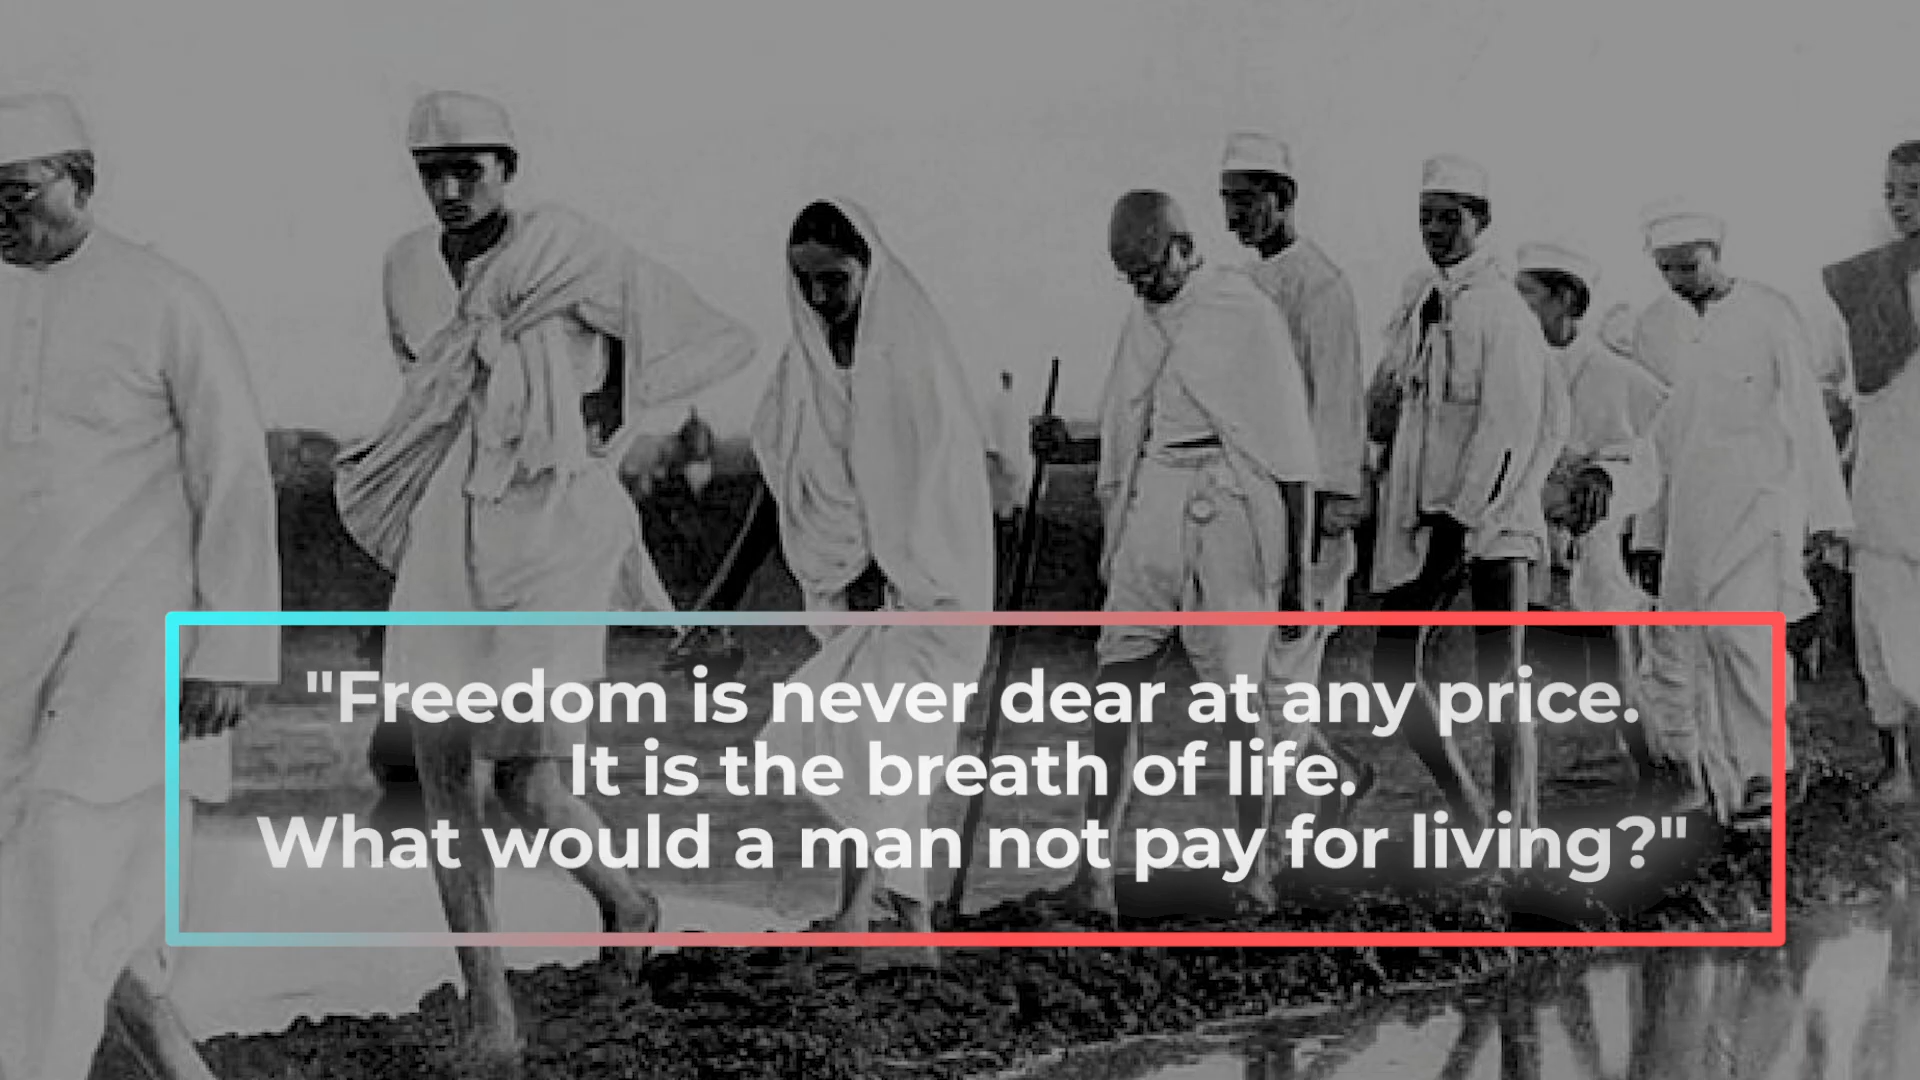 "Freedom is never dear at any price.
It is the breath of life.
What would a man not pay for living?"